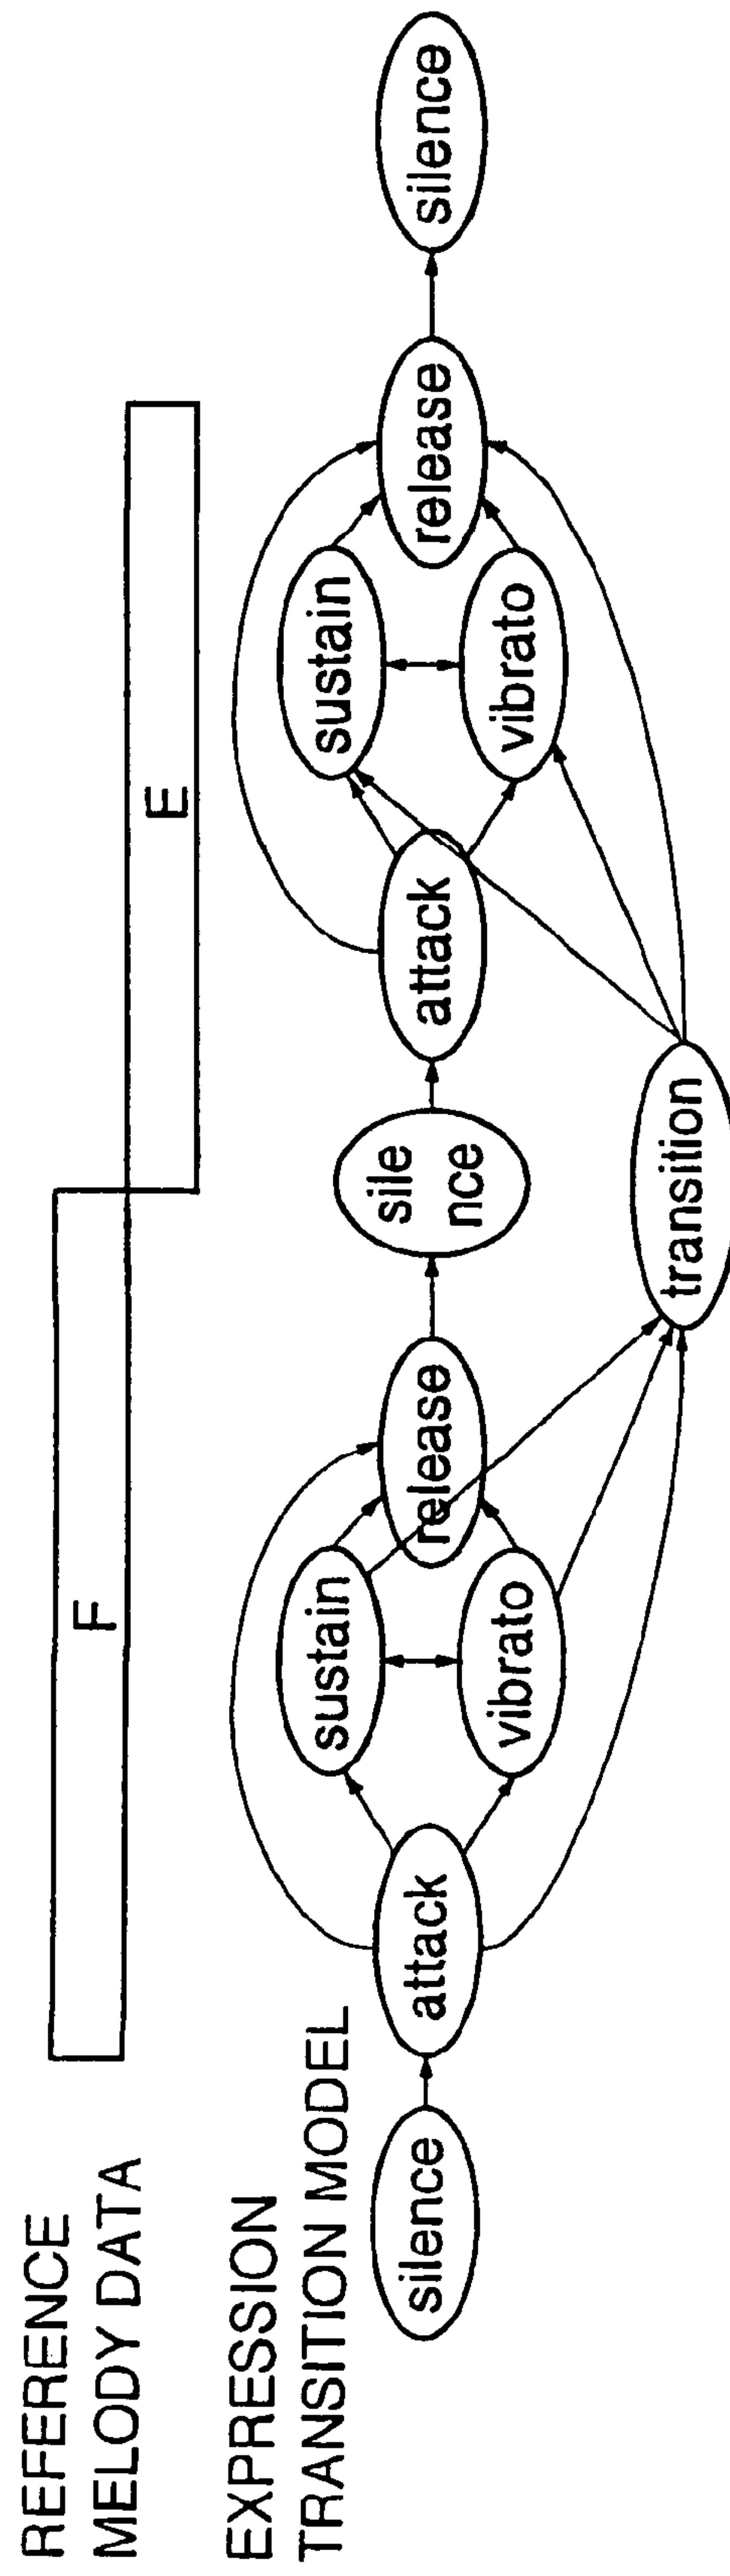 REFERENCE
MELODY DATA
F
E
EXPRESSION
TRANSITION MODEL
silence
attack
sustain
vibrato
release
sile
nce
transition
attack
sustain
vibrato
release
silence